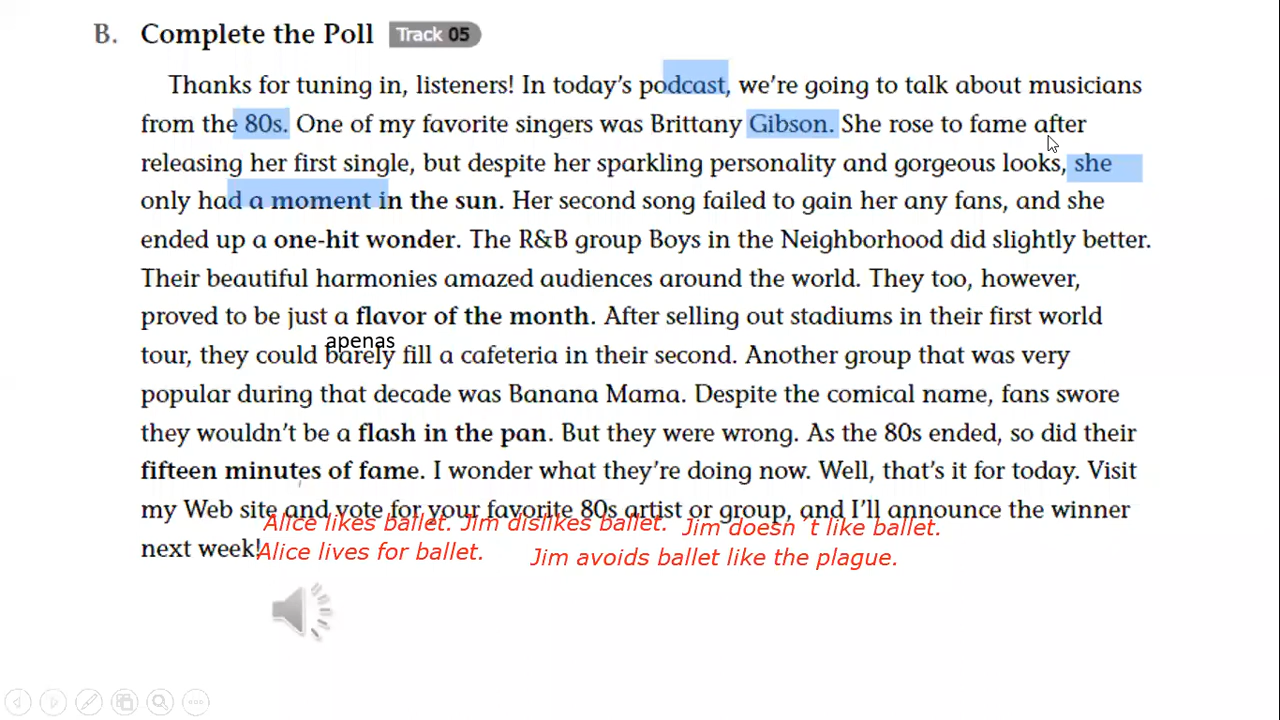 B. Complete the Poll Track 05
Thanks for tuning in, listeners! In today's podcast, we're going to talk about musicians
from the 80s. One of my favorite singers was Brittany Gibson. She rose to fame after
releasing her first single, but despite her sparkling personality and gorgeous looks, she
only had a moment in the sun. Her second song failed to gain her any fans, and she
ended up a one-hit wonder. The R&B group Boys in the Neighborhood did slightly better.
Their beautiful harmonies amazed audiences around the world. They too, however,
proved to be just a flavor of the month. After selling out stadiums in their first world
apenas
tour, they could barely fill a cafeteria in their second. Another group that was very
popular during that decade was Banana Mama. Despite the comical name, fans swore
they wouldn't be a flash in the pan. But they were wrong. As the 80s ended, so did their
fifteen minutes of fame. I wonder what they're doing now. Well, that's it for today. Visit
my Web site and vote for your favorite 80s artist or group, and I'll announce the winner
Alice likes ballet. Jim dislikes ballet. Jim doesn´t like ballet.
next week!
Alice lives for ballet. Jim avoids ballet like the plague.